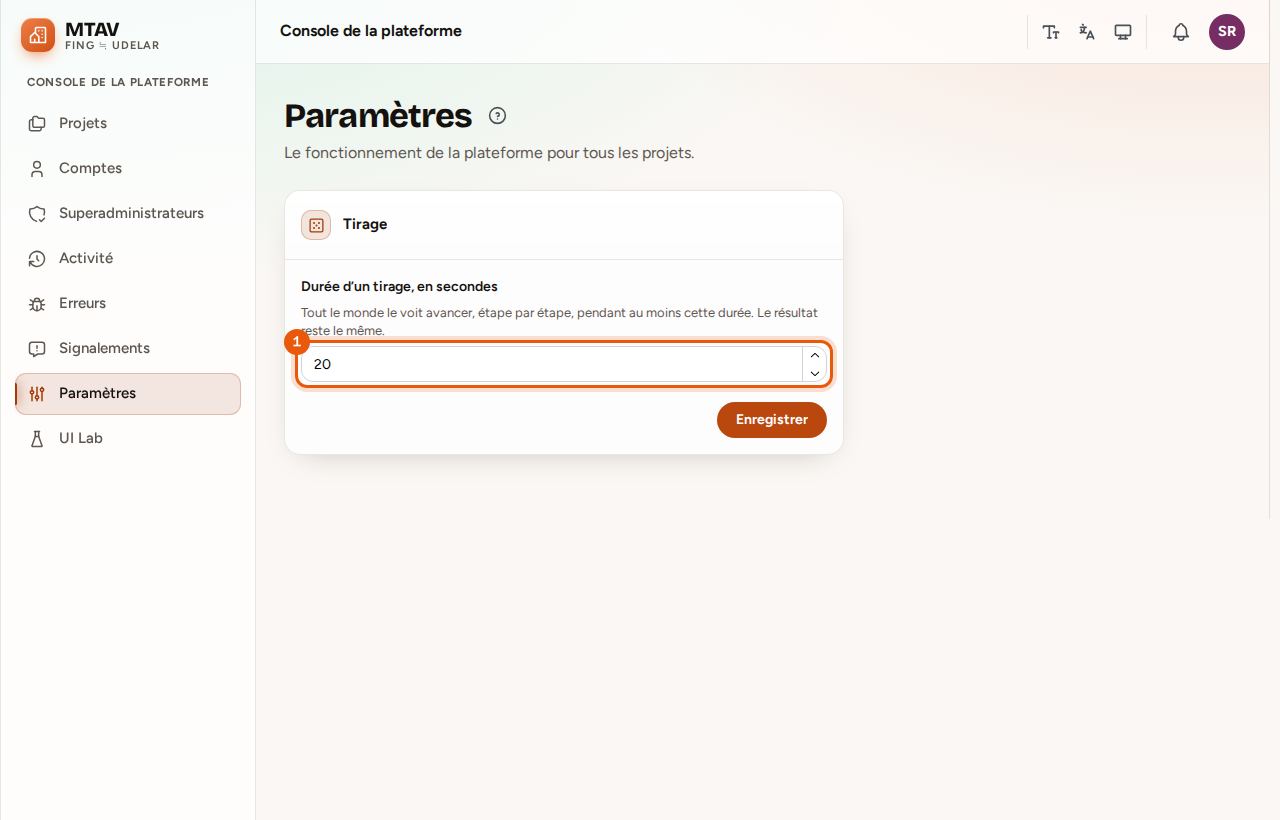 MTAV
FING ≒ UDELAR
CONSOLE DE LA PLATEFORME
Projets
Comptes
Superadministrateurs
Activité
Erreurs
Signalements
Paramètres
UI Lab
Console de la plateforme
SR
Paramètres
Le fonctionnement de la plateforme pour tous les projets.
Tirage
Durée d’un tirage, en secondes
Tout le monde le voit avancer, étape par étape, pendant au moins cette durée. Le résultat
reste le même.
1
20
Enregistrer